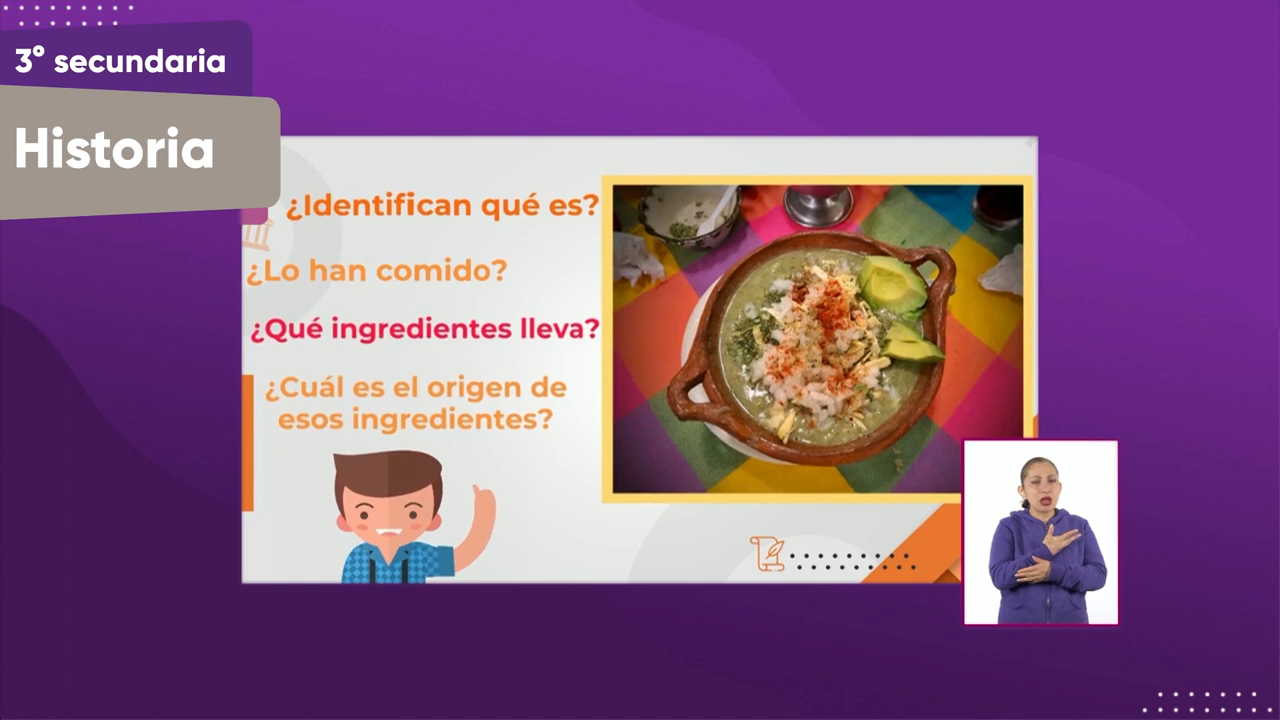 3° secundaria
Historia
¿Identifican qué es?
¿Lo han comido?
¿Qué ingredientes lleva?
¿Cuál es el origen de
esos ingredientes?